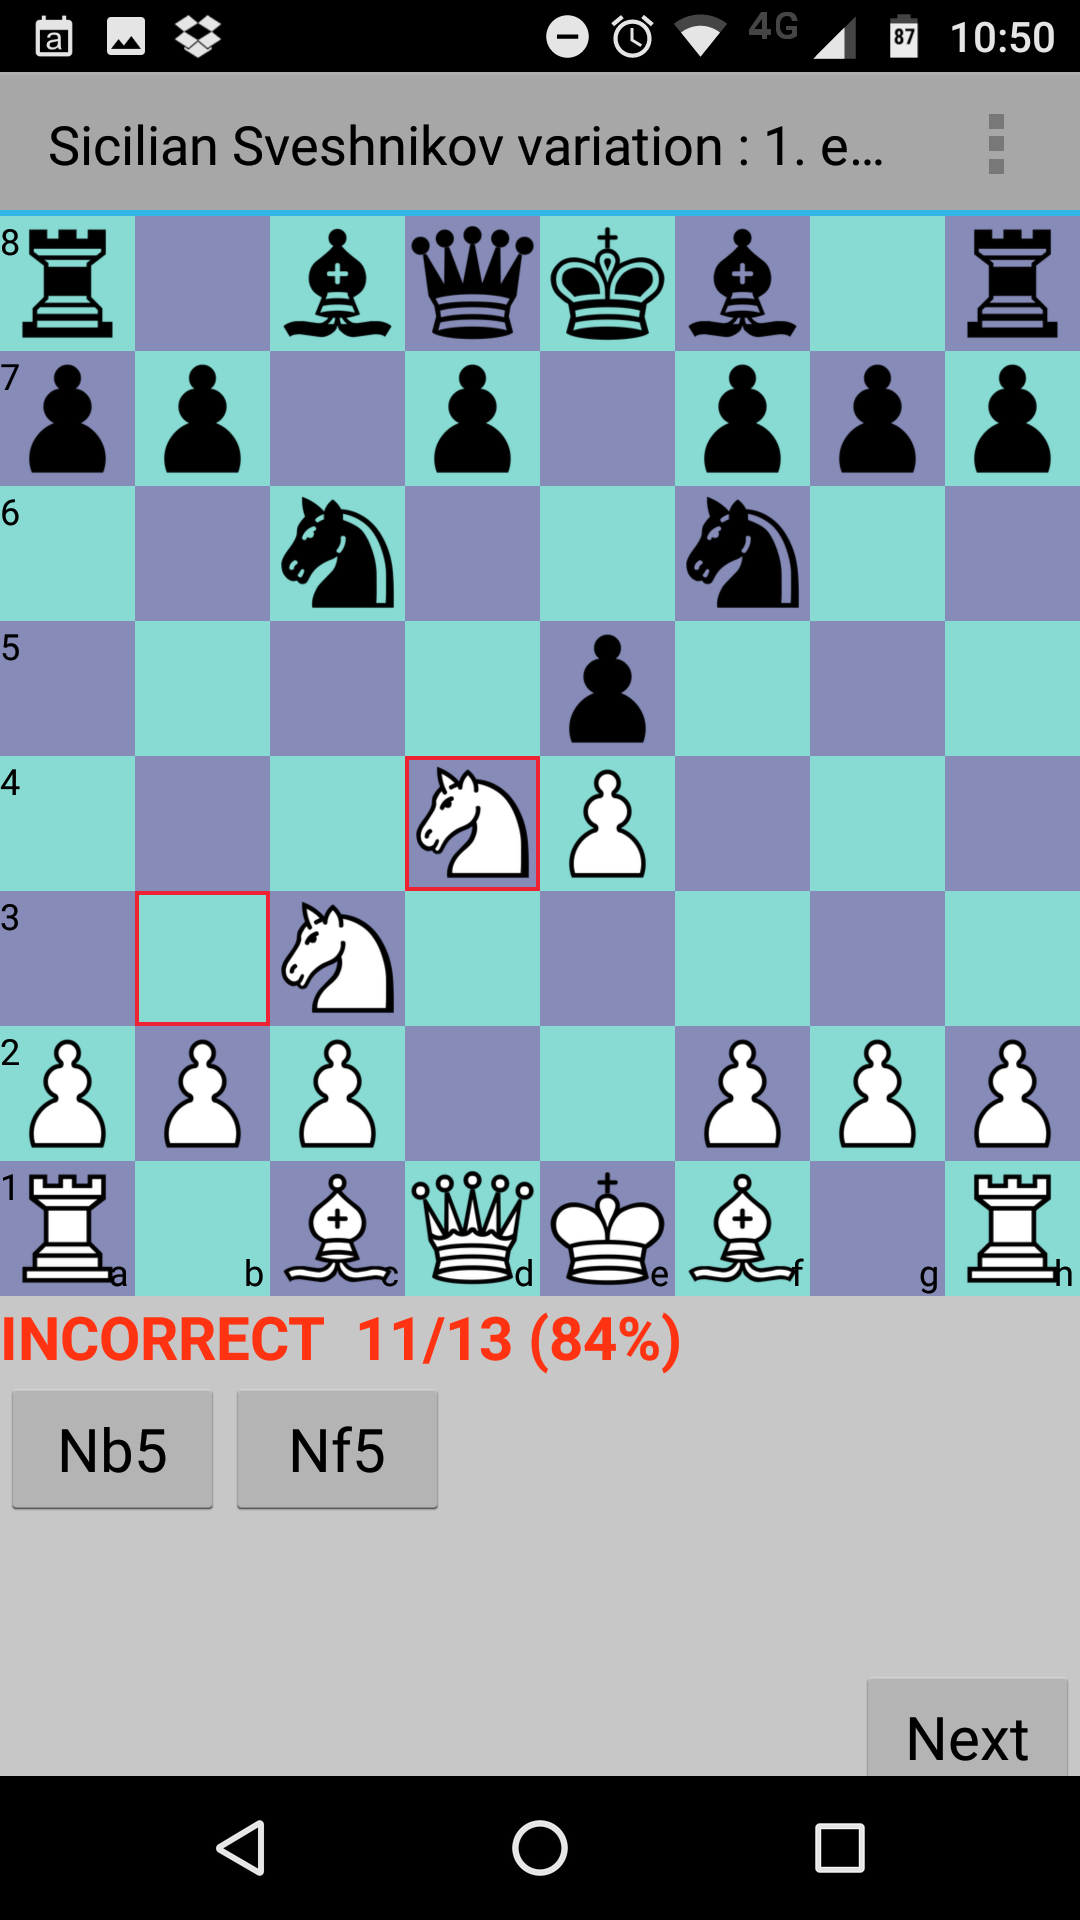 a 4G 87 10:50
Sicilian Sveshnikov variation : 1. e...
8
7
6
5
4
3
2
1 a b c d e f g h
INCORRECT 11/13 (84%)
Nb5 Nf5
Next